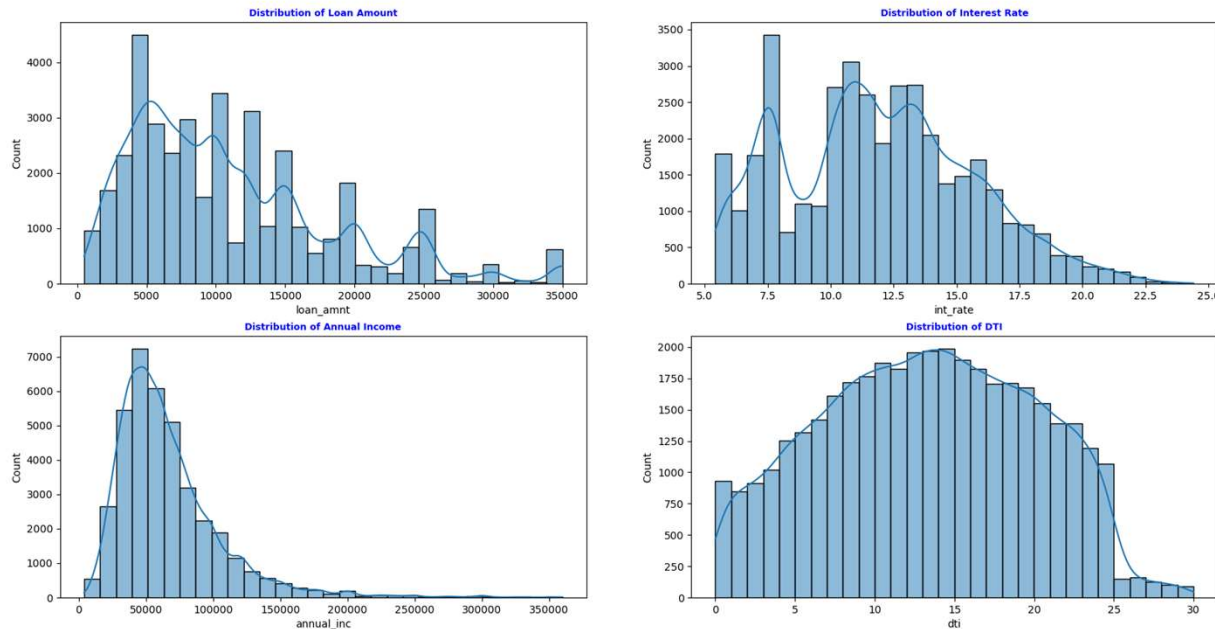 Distribution of Loan Amount
Count
4000
3000
2000
1000
0
0 5000 10000 15000 20000 25000 30000 35000
loan_amnt
Distribution of Interest Rate
Count
3500
3000
2500
2000
1500
1000
500
0
5.0 7.5 10.0 12.5 15.0 17.5 20.0 22.5 25.0
int_rate
Distribution of Annual Income
Count
7000
6000
5000
4000
3000
2000
1000
0
0 50000 100000 150000 200000 250000 300000 350000
annual_inc
Distribution of DTI
Count
2000
1750
1500
1250
1000
750
500
250
0
0 5 10 15 20 25 30
dti